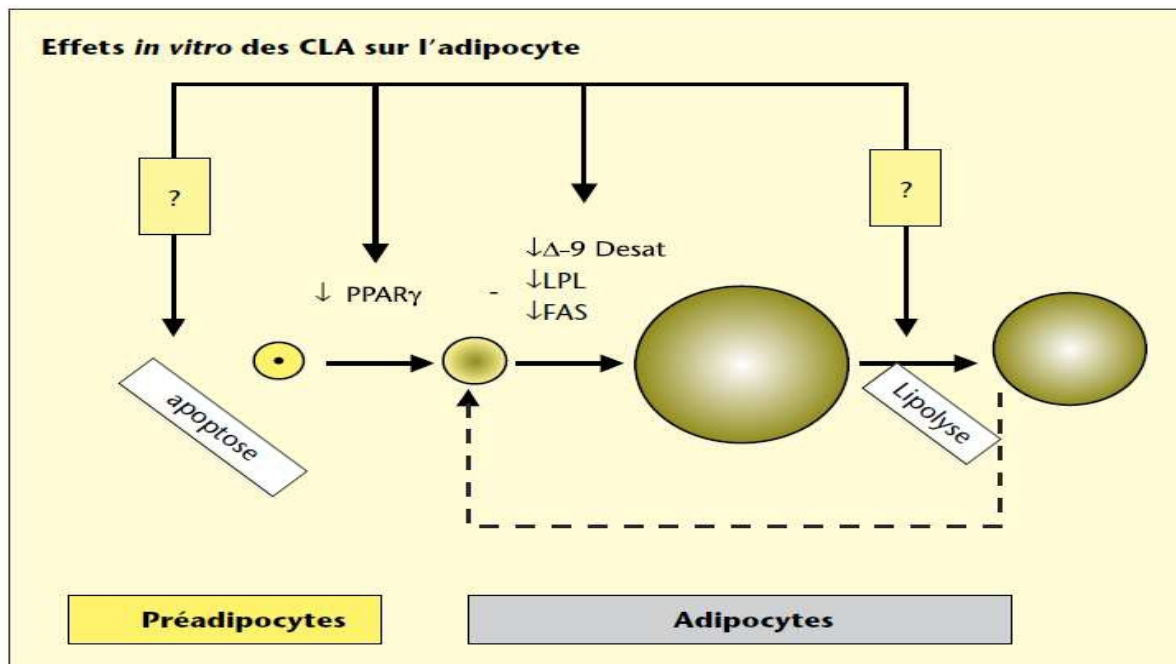 Effets in vitro des CLA sur l'adipocyte
?
?
↓Δ-9 Desat
↓ PPARγ - ↓LPL
↓FAS
apoptose
Lipolyse
Préadipocytes
Adipocytes